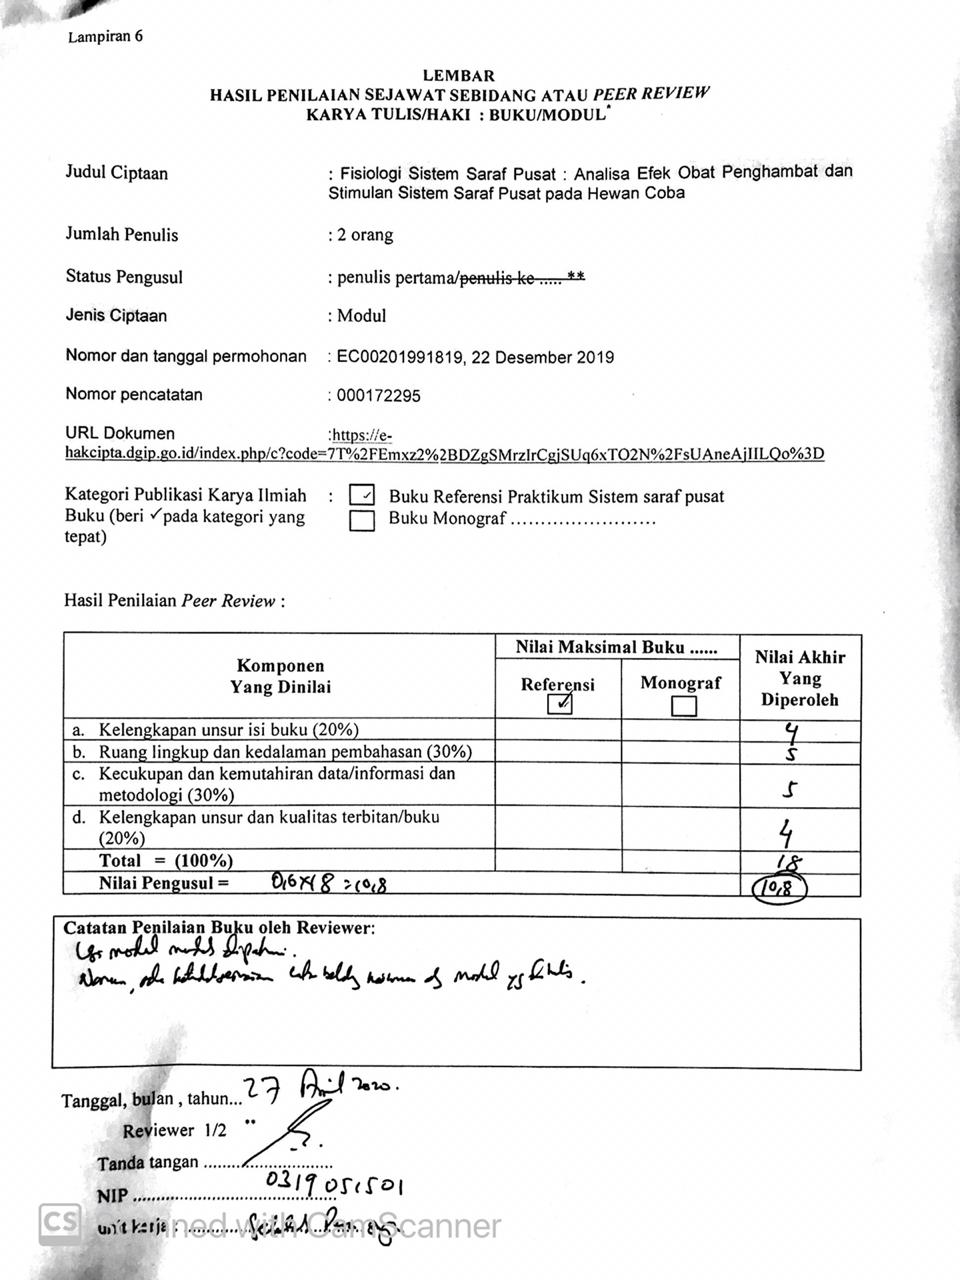 Lampiran 6
LEMBAR
HASIL PENILAIAN SEJAWAT SEBIDANG ATAU PEER REVIEW
KARYA TULIS/HAKI : BUKU/MODUL*
Judul Ciptaan : Fisiologi Sistem Saraf Pusat : Analisa Efek Obat Penghambat dan
Stimulan Sistem Saraf Pusat pada Hewan Coba
Jumlah Penulis : 2 orang
Status Pengusul : penulis pertama/penulis ke ..... **
Jenis Ciptaan : Modul
Nomor dan tanggal permohonan : EC00201991819, 22 Desember 2019
Nomor pencatatan : 000172295
URL Dokumen :https://e-
hakcipta.dgip.go.id/index.php/c?code=7T%2FEmxz2%2BDZgSMrzlrCgjSUq6xTO2N%2FsUAneAjIILQo%3D
Kategori Publikasi Karya Ilmiah : ✓ Buku Referensi Praktikum Sistem saraf pusat
Buku (beri ✓pada kategori yang Buku Monograf ........................
tepat)
Hasil Penilaian Peer Review :
Komponen
Yang Dinilai
Nilai Maksimal Buku ......
Referensi
✓
Monograf
Nilai Akhir
Yang
Diperoleh
a. Kelengkapan unsur isi buku (20%) 4
b. Ruang lingkup dan kedalaman pembahasan (30%) 5
c. Kecukupan dan kemutahiran data/informasi dan
metodologi (30%) 5
d. Kelengkapan unsur dan kualitas terbitan/buku
(20%) 4
Total = (100%) 18
Nilai Pengusul = 0,6x18 = 10,8 10,8
Catatan Penilaian Buku oleh Reviewer:
modul
modul
Tanggal, bulan , tahun... 27 April 2020.
Reviewer 1/2
Tanda tangan ..................................
NIP .................................. 0319051501
unit kerja :
CS Scanned with CamScanner